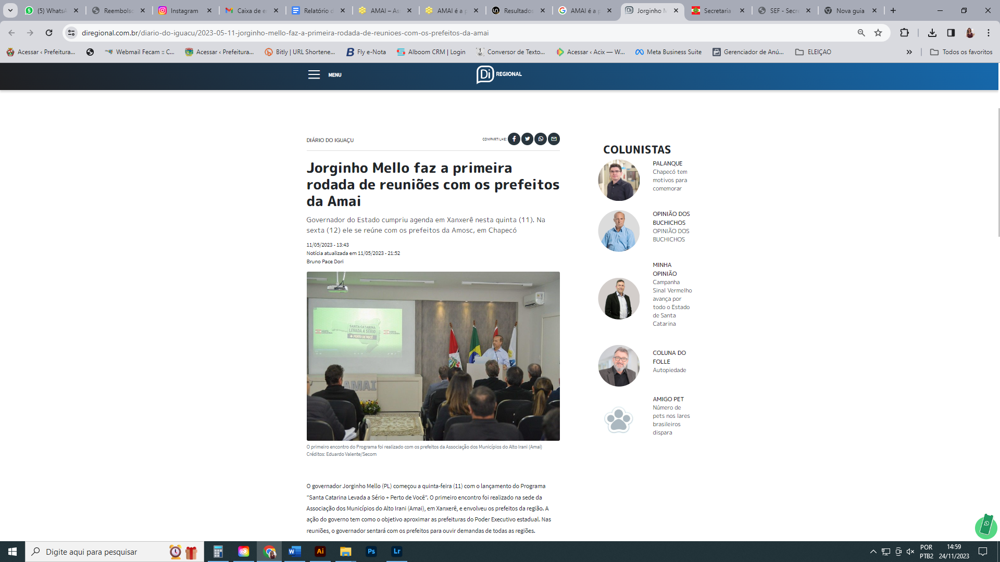 (5) WhatsA
Reembolso
Instagram
Caixa de e
Relatório d
AMAI – As
AMAI é a p
Resultados
AMAI é a p
Jorginho M
Secretaria
SEF - Secre
Nova guia
diregional.com.br/diario-do-iguacu/2023-05-11-jorginho-mello-faz-a-primeira-rodada-de-reunioes-com-os-prefeitos-da-amai
Acessar ‹ Prefeitura...
Webmail Fecam :: C...
Acessar ‹ Prefeitura...
Bitly | URL Shortene...
Fly e-Nota
Alboom CRM | Login
Conversor de Texto...
Acessar ‹ Acix — W...
Meta Business Suite
Gerenciador de Anú...
ELEIÇAO
Todos os favoritos
MENU
Di REGIONAL
DIÁRIO DO IGUAÇU
COMPARTILHE:
Jorginho Mello faz a primeira
rodada de reuniões com os prefeitos
da Amai
Governador do Estado cumpriu agenda em Xanxerê nesta quinta (11). Na
sexta (12) ele se reúne com os prefeitos da Amosc, em Chapecó
11/05/2023 - 13:43
Notícia atualizada em 11/05/2023 - 21:52
Bruno Pace Dori
SANTA CATARINA
LEVADA A SÉRIO
+ PERTO DE VOCÊ
AMAI
O primeiro encontro do Programa foi realizado com os prefeitos da Associação dos Municípios do Alto Irani (Amai)
Créditos: Eduardo Valente/Secom
O governador Jorginho Mello (PL) começou a quinta-feira (11) com o lançamento do Programa
"Santa Catarina Levada a Sério + Perto de Você". O primeiro encontro foi realizado na sede da
Associação dos Municípios do Alto Irani (Amai), em Xanxerê, e envolveu os prefeitos da região. A
ação do governo tem como o objetivo aproximar as prefeituras do Poder Executivo estadual. Nas
reuniões, o governador sentará com os prefeitos para ouvir demandas de todas as regiões.
COLUNISTAS
PALANQUE
Chapecó tem
motivos para
comemorar
OPINIÃO DOS
BUCHICHOS
OPINIÃO DOS
BUCHICHOS
MINHA
OPINIÃO
Campanha
Sinal Vermelho
avança por
todo o Estado
de Santa
Catarina
COLUNA DO
FOLLE
Autopiedade
AMIGO PET
Número de
pets nos lares
brasileiros
dispara
Digite aqui para pesquisar
Ai
Ps
Lr
POR
PTB2
14:59
24/11/2023